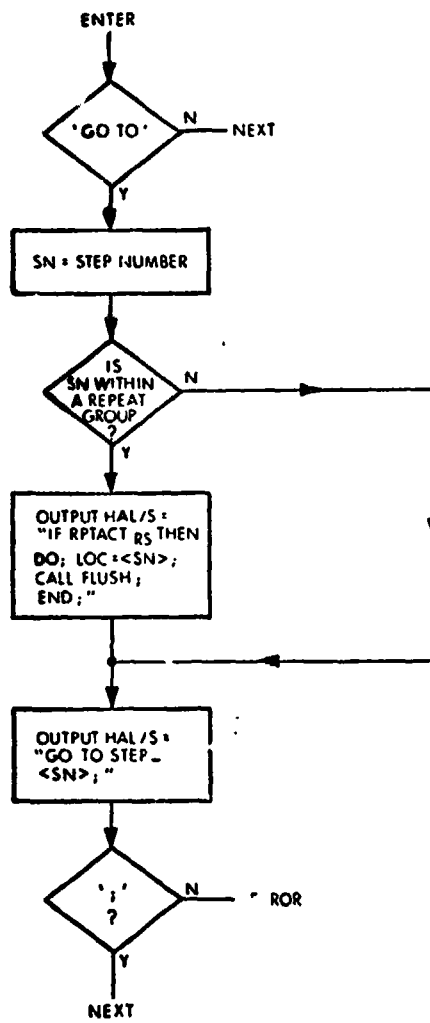 ENTER
'GO TO'
N
NEXT
Y
SN = STEP NUMBER
IS
SN WITHIN
A REPEAT
GROUP
?
N
Y
OUTPUT HAL/S =
"IF RPTACT RS THEN
DO; LOC=<SN>;
CALL FLUSH;
END;"
OUTPUT HAL/S =
"GO TO STEP_
<SN>;"
';'
?
N
ROR
Y
NEXT